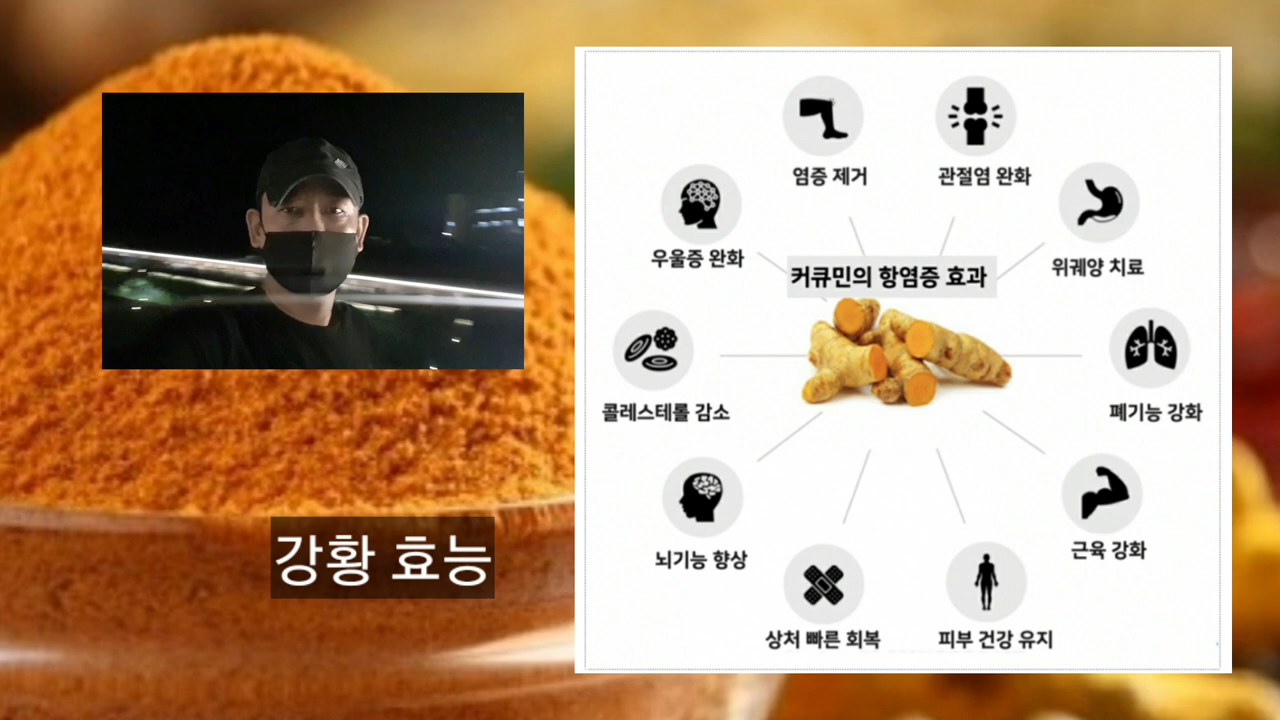 염증 제거
관절염 완화
우울증 완화
위궤양 치료
커큐민의 항염증 효과
콜레스테롤 감소
폐기능 강화
뇌기능 향상
근육 강화
상처 빠른 회복
피부 건강 유지
강황 효능